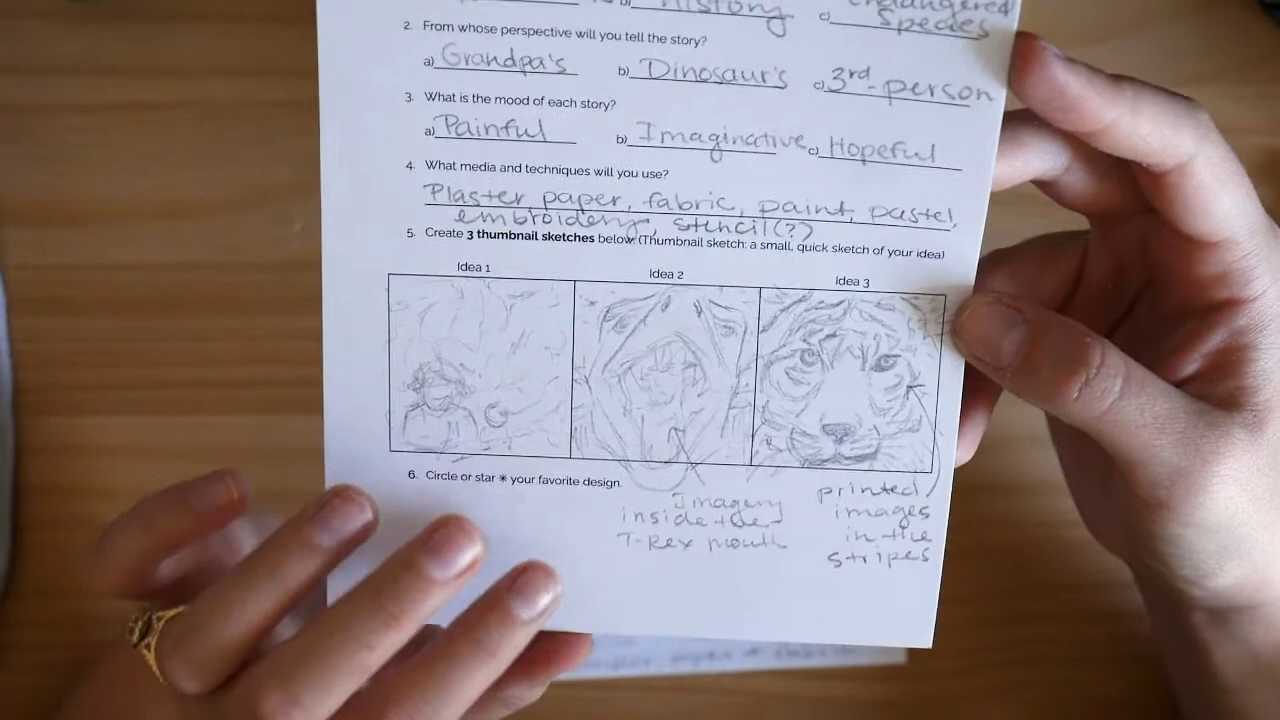 b) History c) Endangered Species
2. From whose perspective will you tell the story?
a) Grandpa's b) Dinosaur's c) 3rd-person
3. What is the mood of each story?
a) Painful b) Imaginative c) Hopeful
4. What media and techniques will you use?
Plaster paper, fabric, paint, pastel,
embroidery, stencil(?)
5. Create 3 thumbnail sketches below (Thumbnail sketch: a small, quick sketch of your idea)
Idea 1 Idea 2 Idea 3
6. Circle or star * your favorite design.
Imagery
inside the
T-Rex mouth
printed
images
in the
stripes